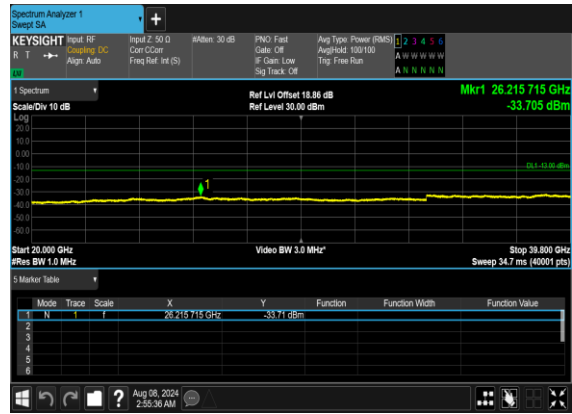 Spectrum Analyzer 1
Swept SA
KEYSIGHT Input: RF Input Z: 50 Ω #Atten: 30 dB PNO: Fast Avg Type: Power (RMS) 1 2 3 4 5 6
R T Coupling: DC Corr CCorr Gate: Off Avg|Hold: 100/100 A W W W W W
Align: Auto Freq Ref: Int (S) IF Gain: Low Trig: Free Run
Sig Track: Off A N N N N N
1 Spectrum Ref Lvl Offset 18.86 dB Mkr1 26.215 715 GHz
Scale/Div 10 dB Ref Level 30.00 dBm -33.705 dBm
Log
20.0
10.0
0.00
-10.0
DL1 -13.00 dBm
-20.0
1
-30.0
-40.0
-50.0
-60.0
Start 20.000 GHz Video BW 3.0 MHz* Stop 39.800 GHz
#Res BW 1.0 MHz Sweep 34.7 ms (40001 pts)
5 Marker Table
Mode Trace Scale X Y Function Function Width Function Value
1 N 1 f 26.215 715 GHz -33.71 dBm
2
3
4
5
6
? Aug 08, 2024
2:55:36 AM